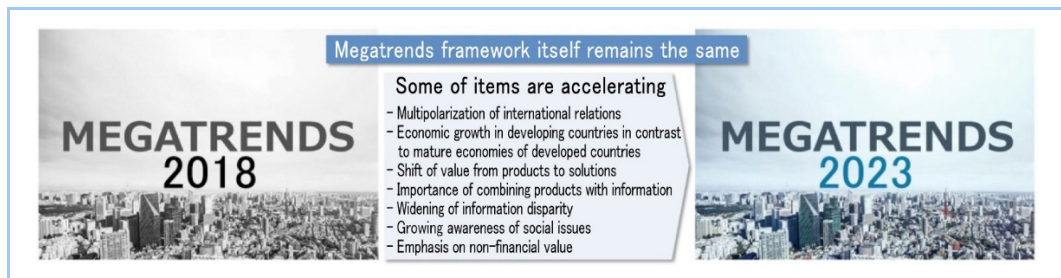 Megatrends framework itself remains the same
MEGATRENDS
2018
Some of items are accelerating
- Multipolarization of international relations
- Economic growth in developing countries in contrast
to mature economies of developed countries
- Shift of value from products to solutions
- Importance of combining products with information
- Widening of information disparity
- Growing awareness of social issues
- Emphasis on non-financial value
MEGATRENDS
2023